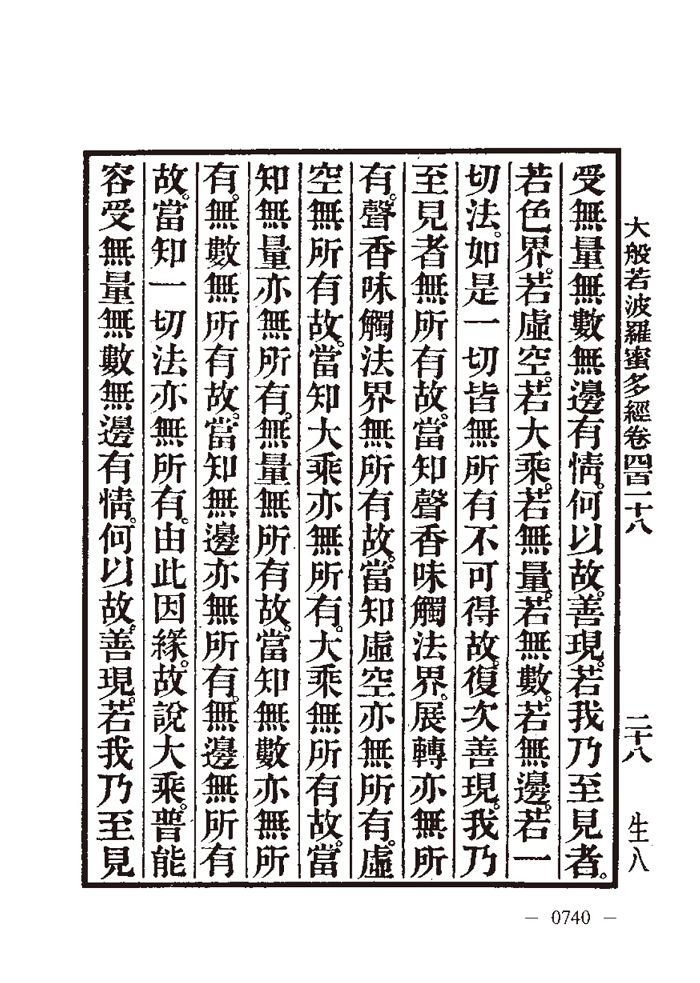 大般若波羅蜜多經卷四百一十八　二十八　生八
受無量無數無邊有情。何以故。善現。若我乃至見者。
若色界。若虛空。若大乘。若無量。若無數。若無邊。若一
切法。如是一切皆無所有不可得故。復次善現。我乃
至見者無所有故。當知聲香味觸法界。展轉亦無所
有。聲香味觸法界無所有故。當知虛空亦無所有。虛
空無所有故。當知大乘亦無所有。大乘無所有故。當
知無量亦無所有。無量無所有故。當知無數亦無所
有。無數無所有故。當知無邊亦無所有。無邊無所有
故。當知一切法亦無所有。由此因緣。故說大乘。普能
容受無量無數無邊有情。何以故。善現。若我乃至見
— 0740 —